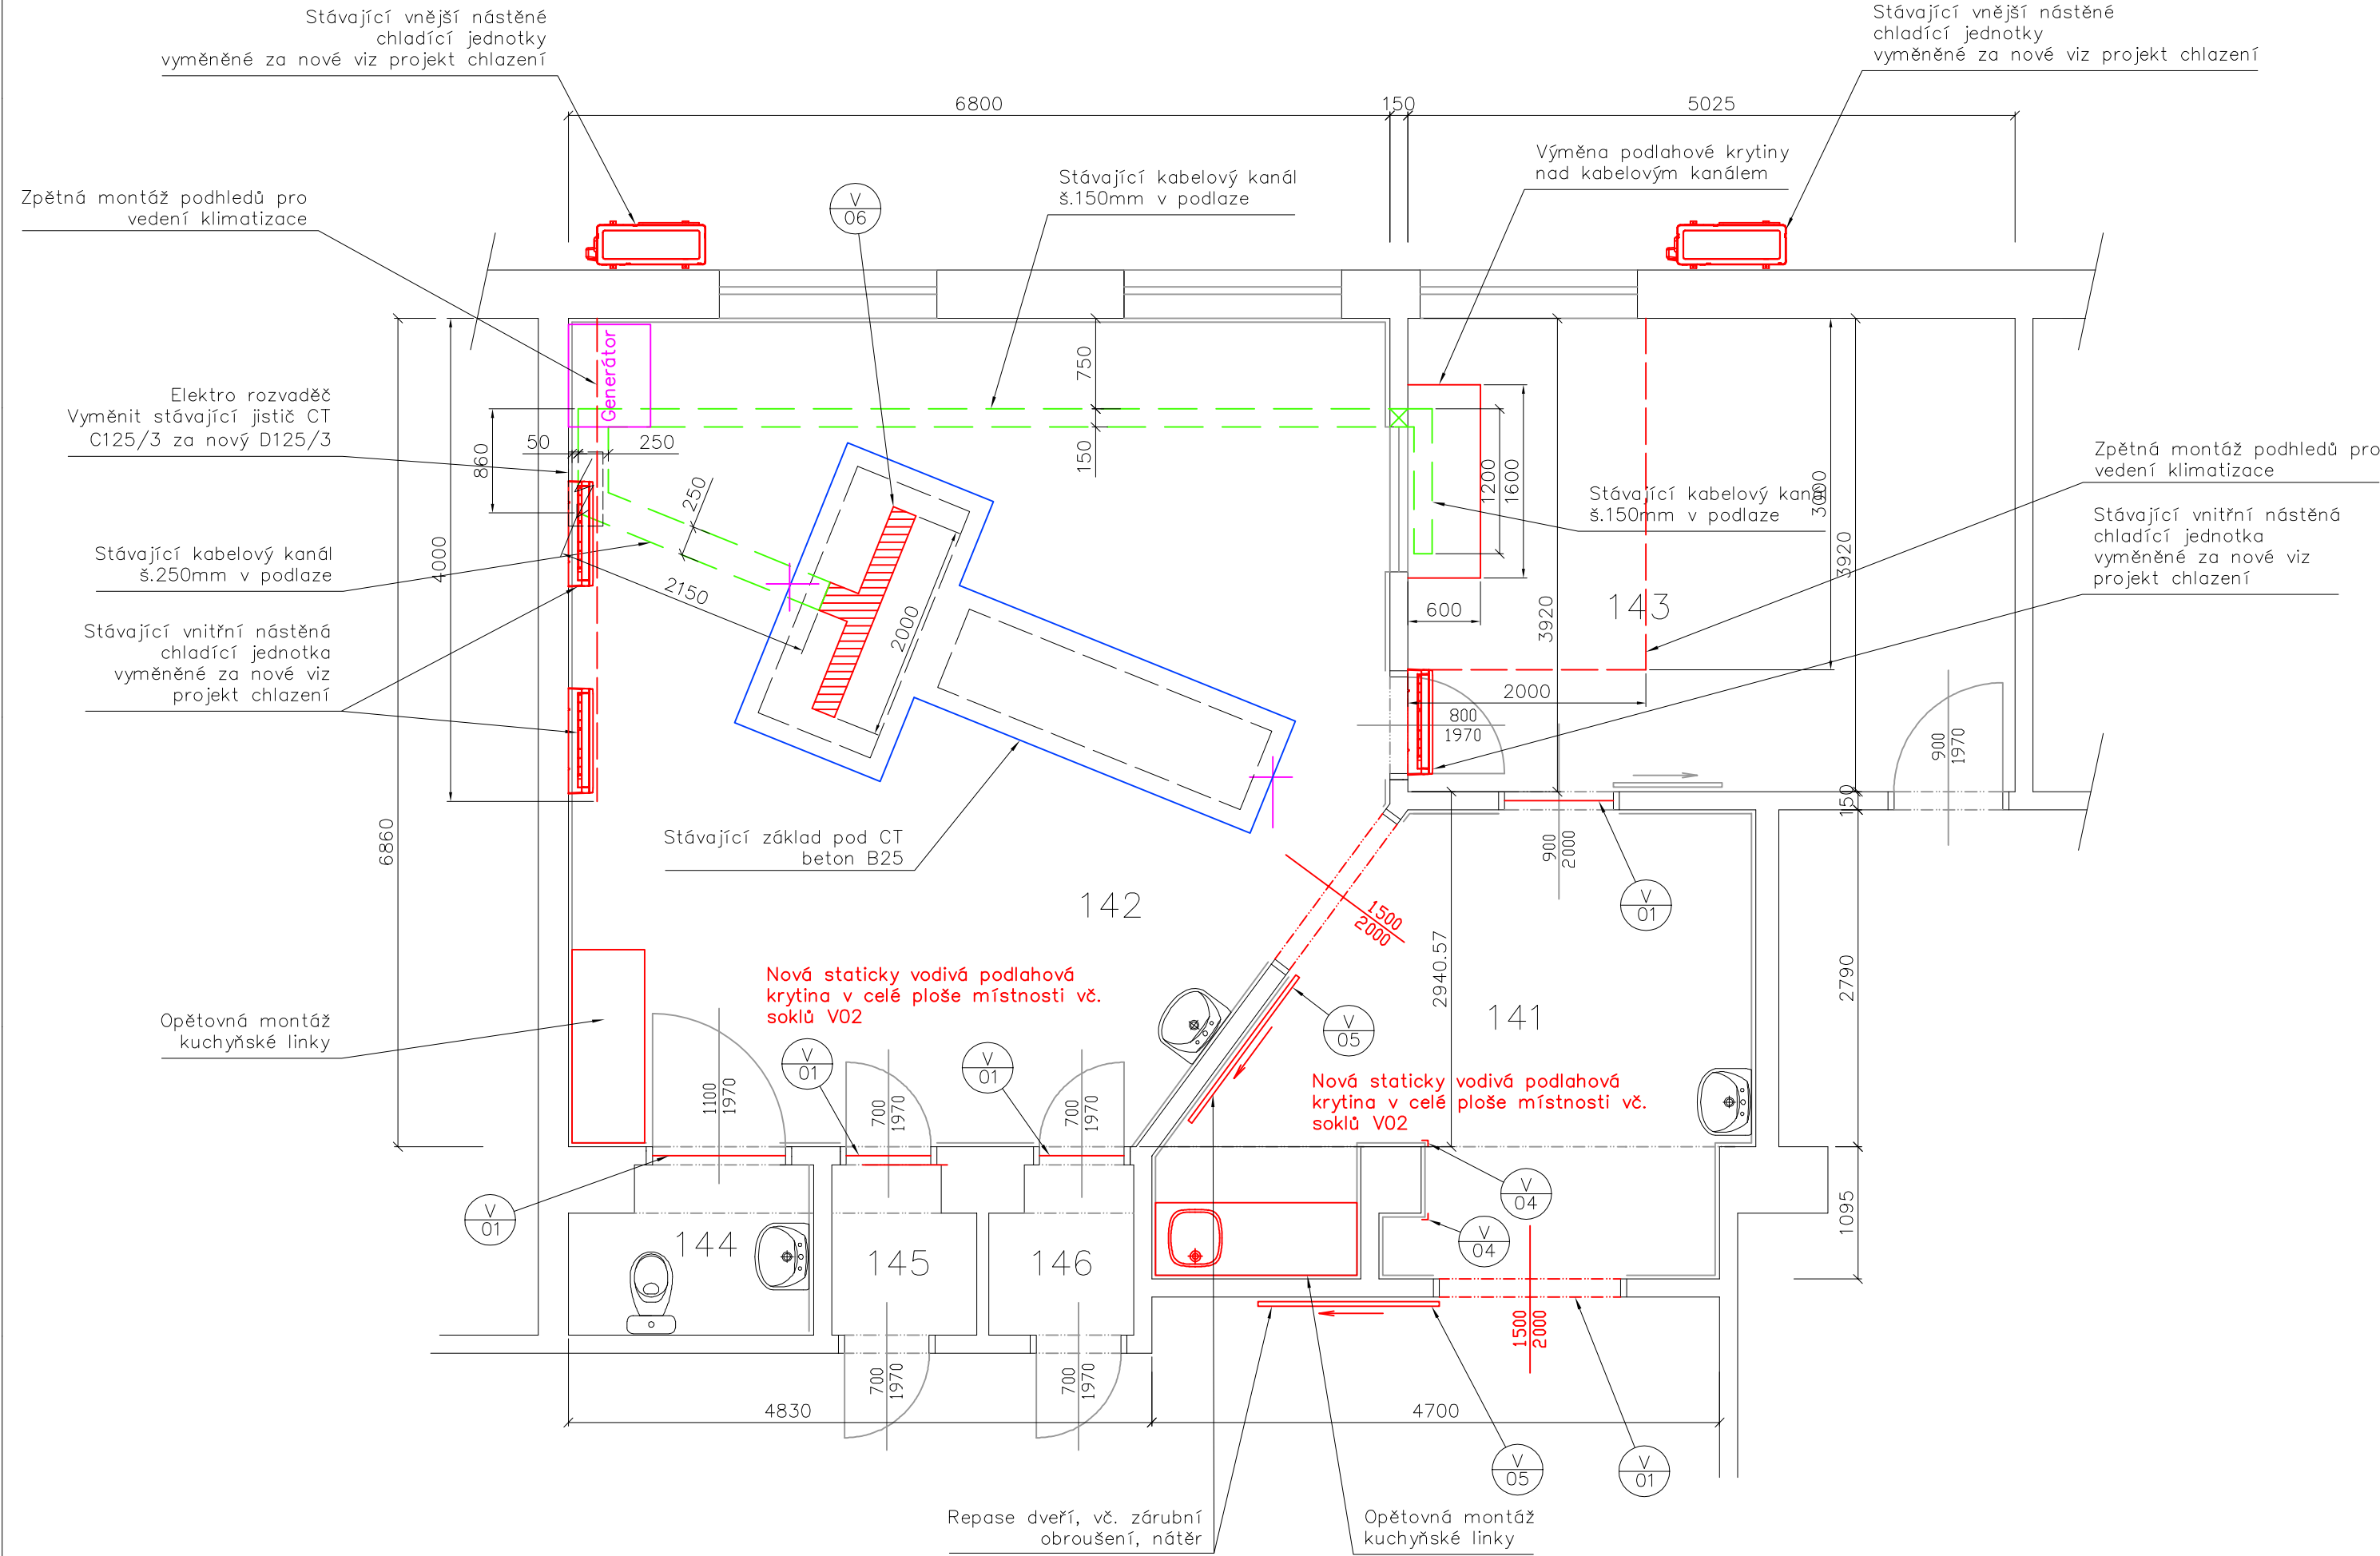 Stávající vnější nástěné
chladící jednotky
vyměněné za nové viz projekt chlazení
Stávající vnější nástěné
chladící jednotky
vyměněné za nové viz projekt chlazení
6800
150
5025
Výměna podlahové krytiny
nad kabelovým kanálem
Stávající kabelový kanál
š.150mm v podlaze
Zpětná montáž podhledů pro
vedení klimatizace
V
06
Generátor
750
150
Elektro rozvaděč
Vyměnit stávající jistič CT
C125/3 za nový D125/3
50
250
860
250
4000
2150
2000
Stávající kabelový kanál
š.250mm v podlaze
Stávající vnitřní nástěná
chladící jednotka
vyměněné za nové viz
projekt chlazení
1200
1600
Stávající kabelový kanál
š.150mm v podlaze
3000
3920
3920
600
143
2000
800
1970
900
1970
Zpětná montáž podhledů pro
vedení klimatizace
Stávající vnitřní nástěná
chladící jednotka
vyměněné za nové viz
projekt chlazení
6860
Stávající základ pod CT
beton B25
142
150
900
2000
V
01
1500
2000
2940.57
2790
Nová staticky vodivá podlahová
krytina v celé ploše místnosti vč.
soklů V02
141
V
05
Opětovná montáž
kuchyňské linky
V
01
V
01
1100
1970
700
1970
700
1970
Nová staticky vodivá podlahová
krytina v celé ploše místnosti vč.
soklů V02
V
01
V
04
V
04
1095
144
145
146
1500
2000
700
1970
700
1970
4830
4700
V
05
V
01
Repase dveří, vč. zárubní
obroušení, nátěr
Opětovná montáž
kuchyňské linky